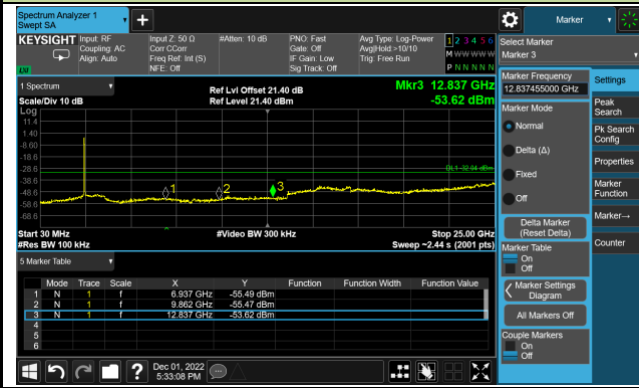 Spectrum Analyzer 1
Swept SA
Marker
KEYSIGHT Input: RF Input Z: 50 Ω #Atten: 10 dB PNO: Fast Avg Type: Log-Power 1 2 3 4 5 6
Coupling: AC Corr CCorr Gate: Off Avg|Hold:>10/10 M W W W W W
Align: Auto Freq Ref: Int (S) IF Gain: Low Trig: Free Run
NFE: Off Sig Track: Off P N N N N N
Select Marker
Marker 3
1 Spectrum
Ref Lvl Offset 21.40 dB
Mkr3 12.837 GHz
Scale/Div 10 dB
Ref Level 21.40 dBm
-53.62 dBm
Log
11.4
1.40
-8.60
-18.6
-28.6
-38.6
-48.6
-58.6
-68.6
1
2
3
Start 30 MHz
#Video BW 300 kHz
Stop 25.00 GHz
#Res BW 100 kHz
Sweep ~2.44 s (2001 pts)
5 Marker Table
Mode Trace Scale X Y Function Function Width Function Value
1 N 1 f 6.937 GHz -55.49 dBm
2 N 1 f 9.862 GHz -55.47 dBm
3 N 1 f 12.837 GHz -53.62 dBm
4
5
6
Marker Frequency
12.837455000 GHz
Marker Mode
Normal
Delta (Δ)
Fixed
Off
Delta Marker
(Reset Delta)
Marker Table
On
Off
Marker Settings
Diagram
All Markers Off
Couple Markers
On
Off
Settings
Peak
Search
Pk Search
Config
Properties
Marker
Function
Marker→
Counter
?
Dec 01, 2022
5:33:08 PM